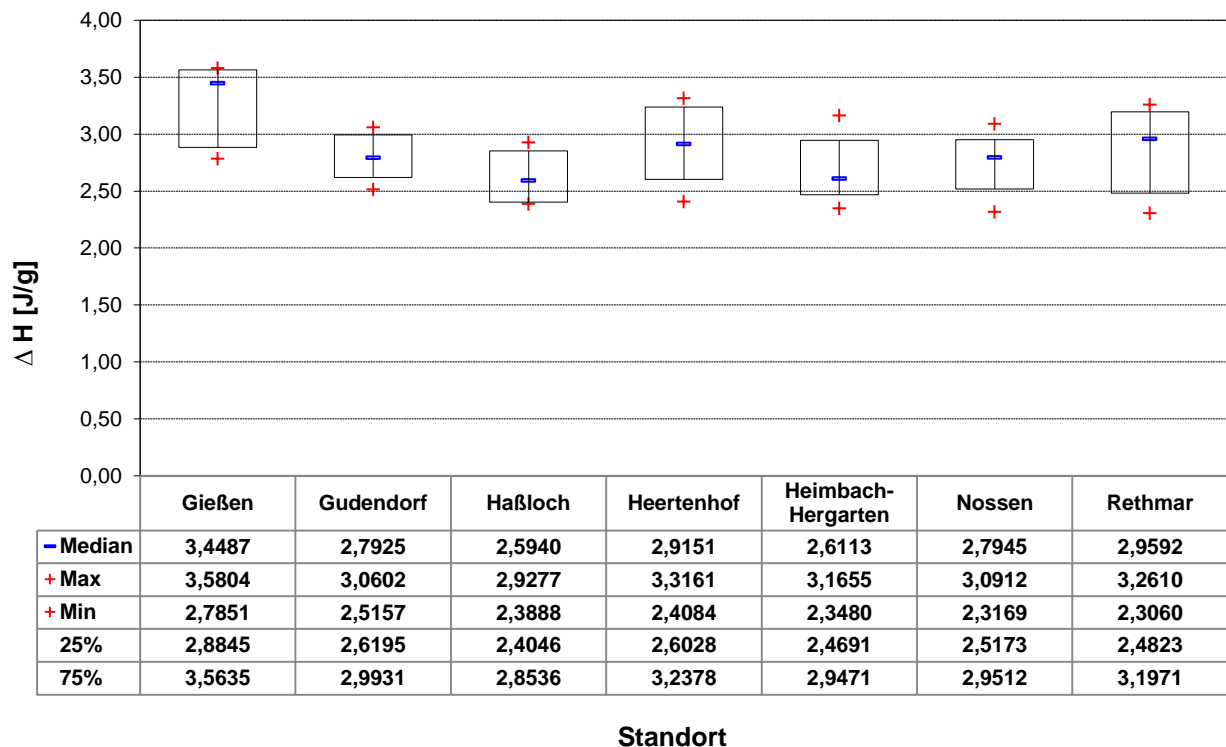 4,00
3,50
3,00
2,50
2,00
1,50
1,00
0,50
0,00
Δ H [J/g]
Gießen Gudendorf Haßloch Heertenhof Heimbach- Nossen Rethmar
Hergarten
Median 3,4487 2,7925 2,5940 2,9151 2,6113 2,7945 2,9592
Max 3,5804 3,0602 2,9277 3,3161 3,1655 3,0912 3,2610
Min 2,7851 2,5157 2,3888 2,4084 2,3480 2,3169 2,3060
25% 2,8845 2,6195 2,4046 2,6028 2,4691 2,5173 2,4823
75% 3,5635 2,9931 2,8536 3,2378 2,9471 2,9512 3,1971
Standort